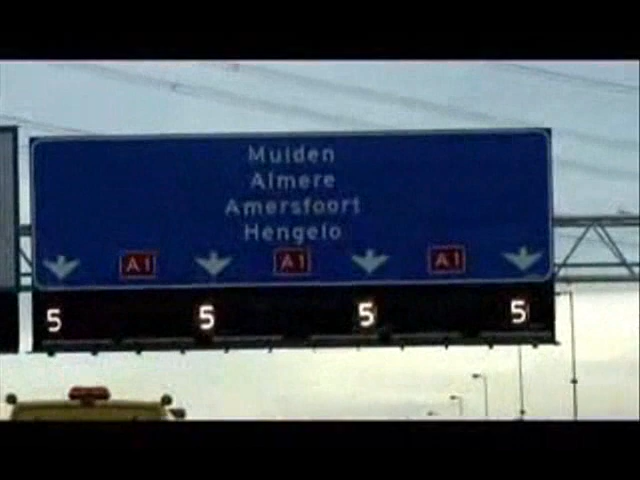 Muiden
Almere
Amersfoort
Hengelo
A1 A1 A1
5 5 5 5